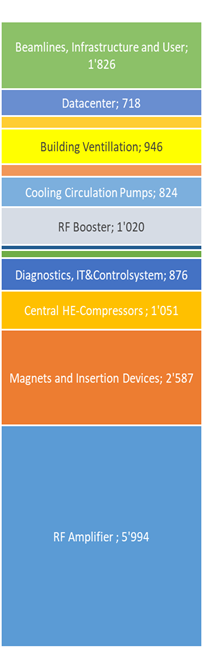 Beamlines, Infrastructure and User;
1'826
Datacenter; 718
Building Ventillation; 946
Cooling Circulation Pumps; 824
RF Booster; 1'020
Diagnostics, IT&Controlsystem; 876
Central HE-Compressors ; 1'051
Magnets and Insertion Devices; 2'587
RF Amplifier ; 5'994